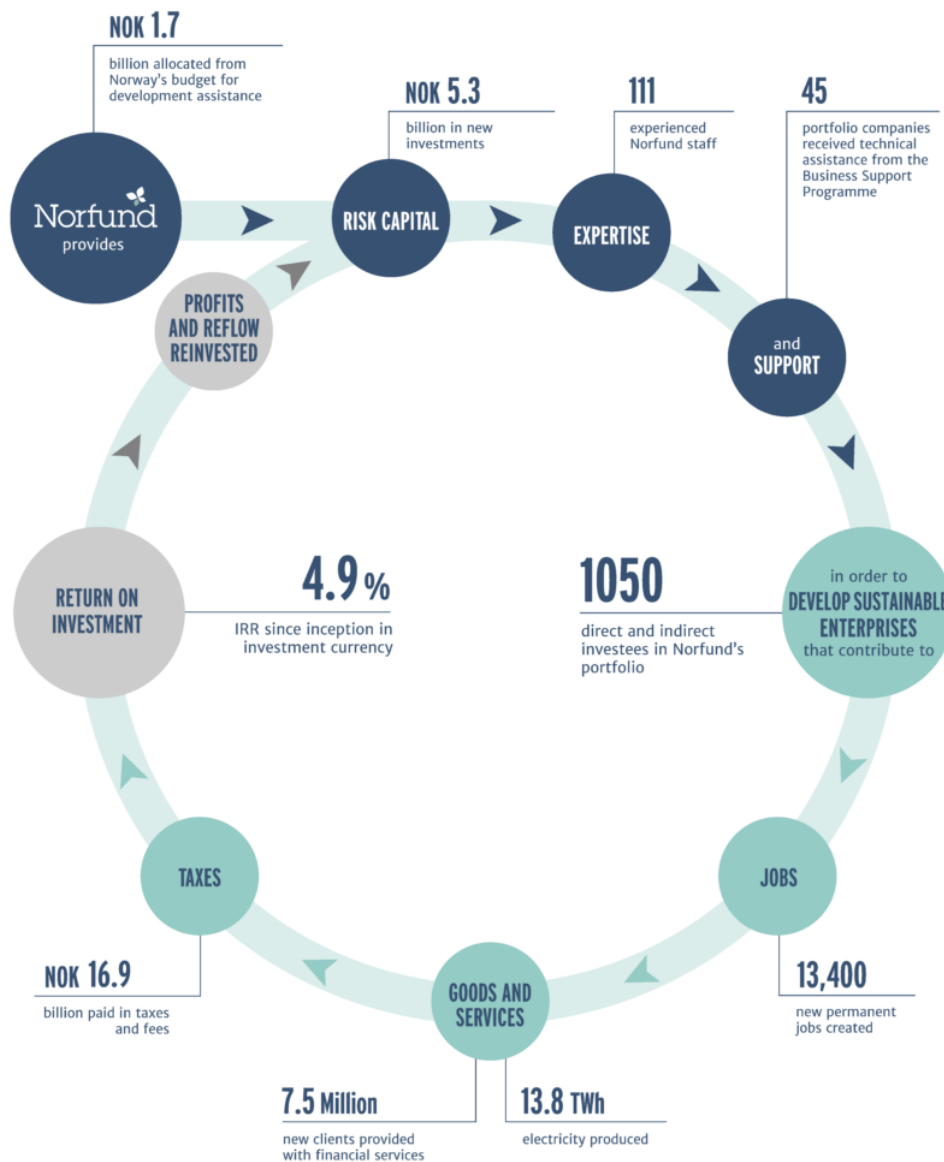 NOK 1.7
billion allocated from
Norway's budget for
development assistance
Norfund
provides
NOK 5.3
billion in new
investments
RISK CAPITAL
111
experienced
Norfund staff
EXPERTISE
45
portfolio companies
received technical
assistance from the
Business Support
Programme
and
SUPPORT
PROFITS
AND REFLOW
REINVESTED
RETURN ON
INVESTMENT
4.9 %
IRR since inception in
investment currency
1050
direct and indirect
investees in Norfund's
portfolio
in order to
DEVELOP SUSTAINABLE
ENTERPRISES
that contribute to
TAXES
NOK 16.9
billion paid in taxes
and fees
JOBS
13,400
new permanent
jobs created
GOODS AND
SERVICES
7.5 Million
new clients provided
with financial services
13.8 TWh
electricity produced